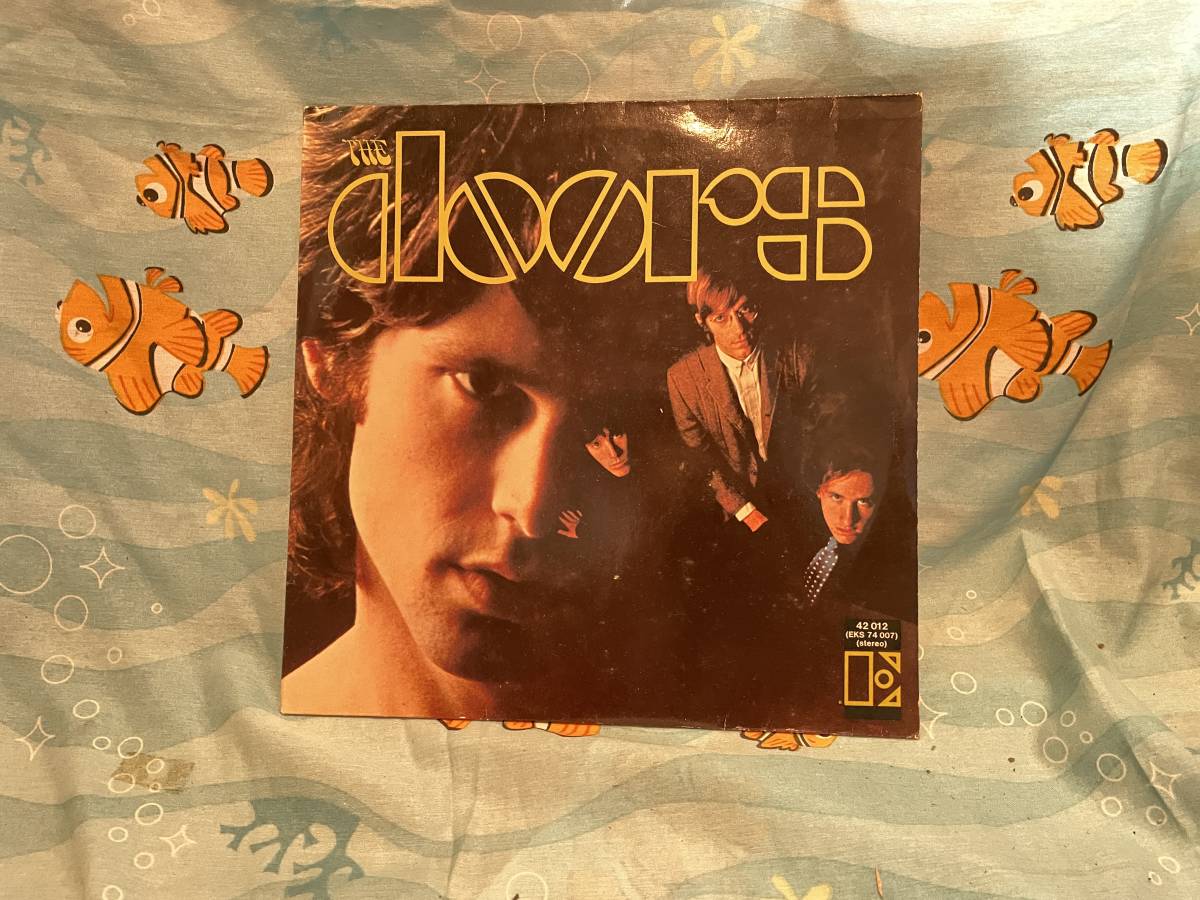 THE
doors
42 012
(EKS 74 007)
(stereo)